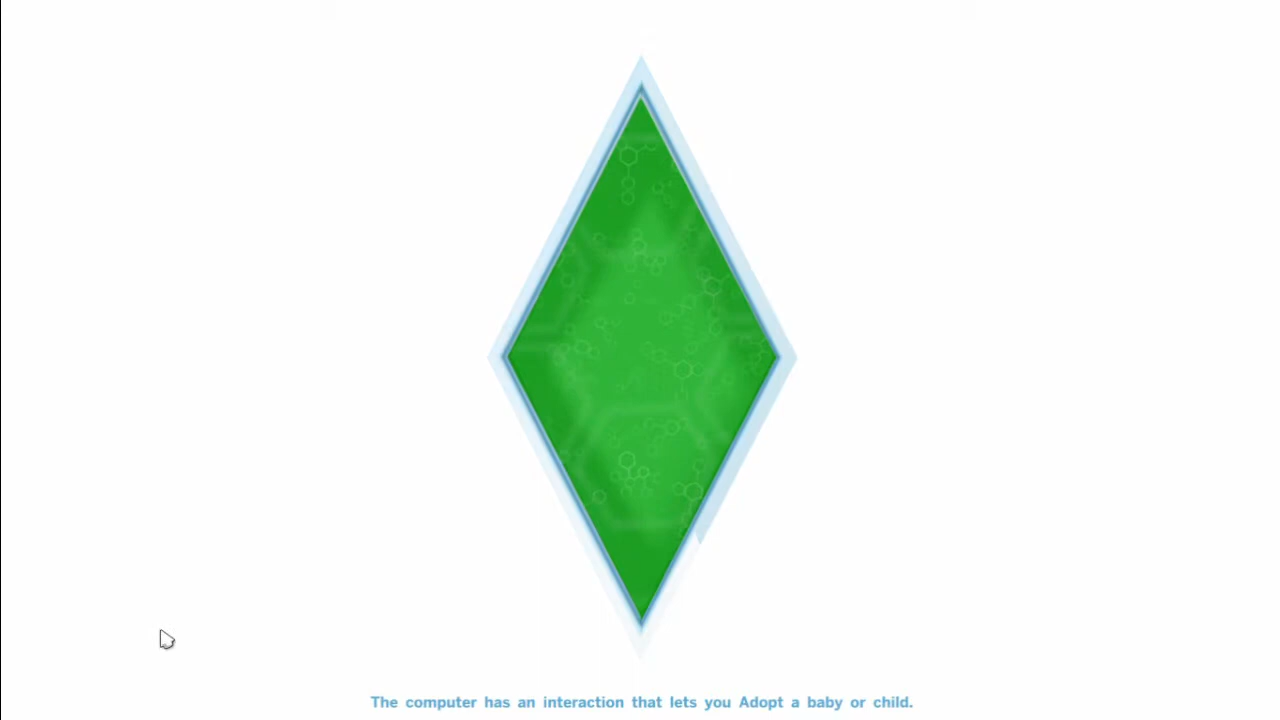 The computer has an interaction that lets you Adopt a baby or child.